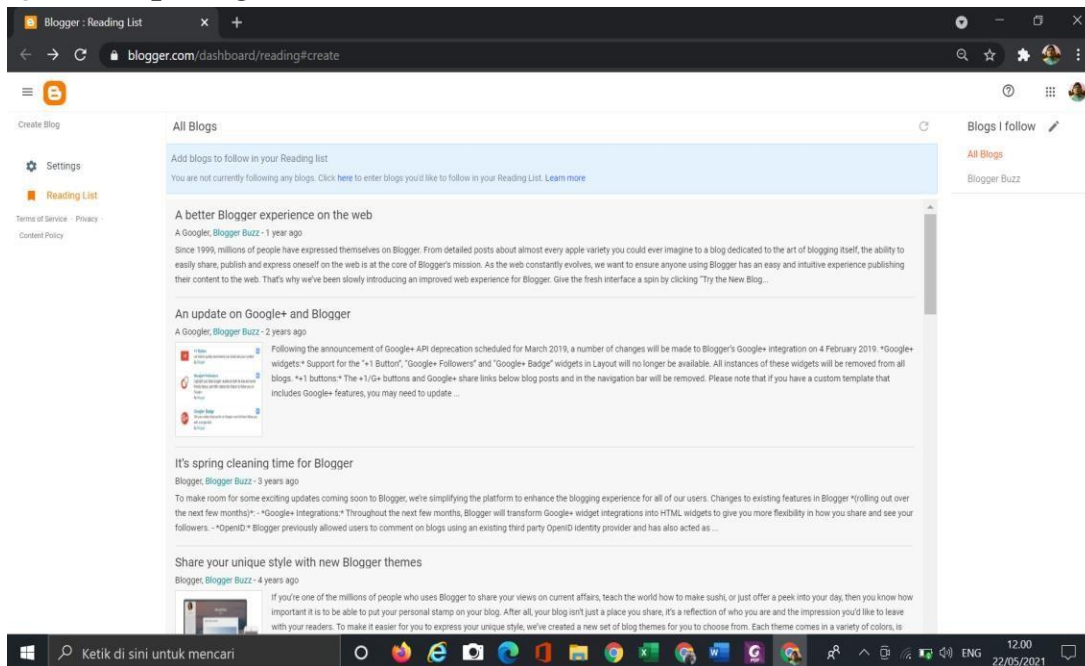 Blogger : Reading List
blogger.com/dashboard/reading#create
Create Blog
Settings
Reading List
Terms of Service · Privacy ·
Content Policy
All Blogs
Add blogs to follow in your Reading list
You are not currently following any blogs. Click here to enter blogs you'd like to follow in your Reading List. Learn more
A better Blogger experience on the web
A Googler, Blogger Buzz - 1 year ago
Since 1999, millions of people have expressed themselves on Blogger. From detailed posts about almost every apple variety you could ever imagine to a blog dedicated to the art of blogging itself, the ability to
easily share, publish and express oneself on the web is at the core of Blogger's mission. As the web constantly evolves, we want to ensure anyone using Blogger has an easy and intuitive experience publishing
their content to the web. That's why we've been slowly introducing an improved web experience for Blogger. Give the fresh interface a spin by clicking "Try the New Blog...
An update on Google+ and Blogger
A Googler, Blogger Buzz - 2 years ago
Following the announcement of Google+ API deprecation scheduled for March 2019, a number of changes will be made to Blogger's Google+ integration on 4 February 2019. *Google+
widgets:* Support for the "+1 Button", "Google+ Followers" and "Google+ Badge" widgets in Layout will no longer be available. All instances of these widgets will be removed from all
blogs. *+1 buttons:* The +1/G+ buttons and Google+ share links below blog posts and in the navigation bar will be removed. Please note that if you have a custom template that
includes Google+ features, you may need to update ...
It's spring cleaning time for Blogger
Blogger, Blogger Buzz - 3 years ago
To make room for some exciting updates coming soon to Blogger, we're simplifying the platform to enhance the blogging experience for all of our users. Changes to existing features in Blogger *(rolling out over
the next few months)*: - *Google+ Integrations:* Throughout the next few months, Blogger will transform Google+ widget integrations into HTML widgets to give you more flexibility in how you share and see your
followers. - *OpenID:* Blogger previously allowed users to comment on blogs using an existing third party OpenID identity provider and has also acted as ...
Share your unique style with new Blogger themes
Blogger, Blogger Buzz - 4 years ago
If you're one of the millions of people who uses Blogger to share your views on current affairs, teach the world how to make sushi, or just offer a peek into your day, then you know how
important it is to be able to put your personal stamp on your blog. After all, your blog isn't just a place you share, it's a reflection of who you are and the impression you'd like to leave
with your readers. To make it easier for you to express your unique style, we've created a new set of blog themes for you to choose from. Each theme comes in a variety of colors, is
Blogs I follow
All Blogs
Blogger Buzz
Ketik di sini untuk mencari
ENG
12.00
22/05/2021